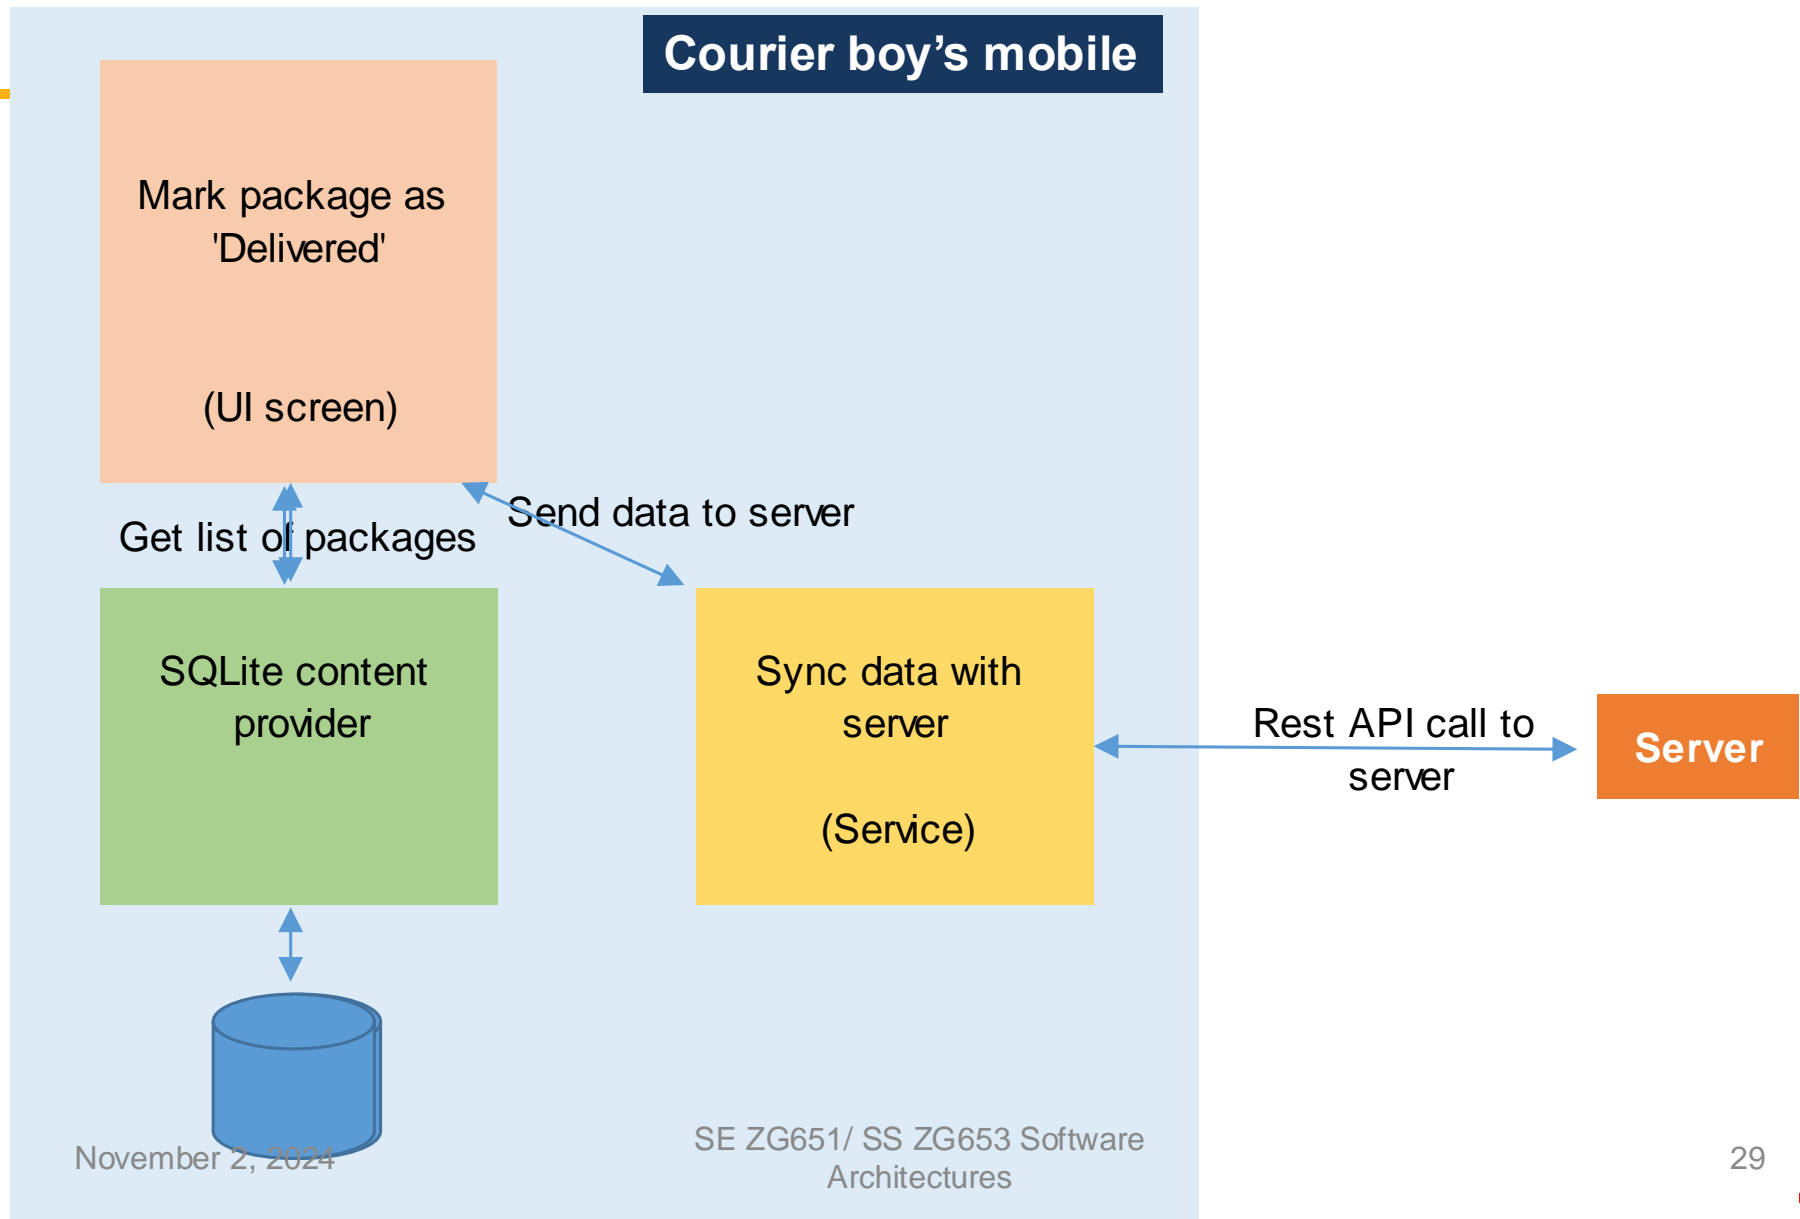 Courier boy’s mobile
Mark package as
'Delivered'
(UI screen)
Send data to server
Get list of packages
SQLite content
provider
Sync data with
server
(Service)
Rest API call to
server
Server
November 2, 2024
SE ZG651/ SS ZG653 Software
Architectures
29